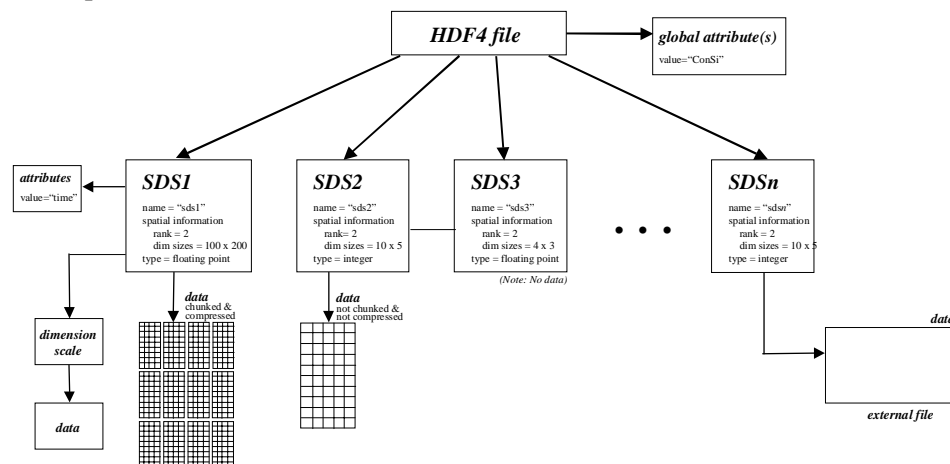 HDF4 file
global attribute(s)
value="ConSi"
attributes
value="time"
SDS1
name = "sds1"
spatial information
rank = 2
dim sizes = 100 x 200
type = floating point
SDS2
name = "sds2"
spatial information
rank= 2
dim sizes = 10 x 5
type = integer
SDS3
name = "sds3"
spatial information
rank = 2
dim sizes = 4 x 3
type = floating point
(Note: No data)
• • •
SDSn
name = "sdsn"
spatial information
rank = 2
dim sizes = 10 x 5
type = integer
data
chunked &
compressed
data
not chunked &
not compressed
dimension
scale
data
data
external file